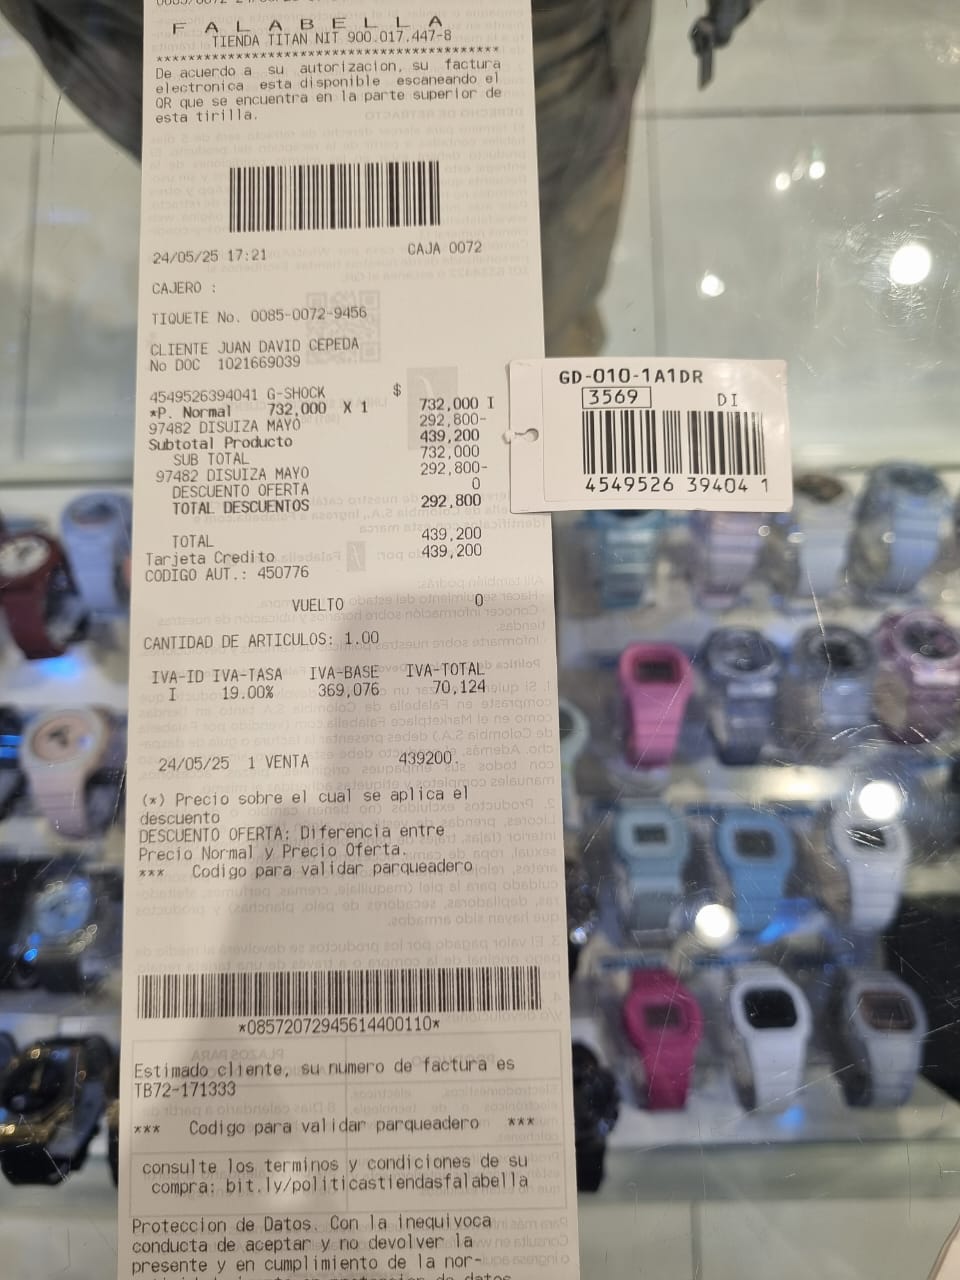 F A L A B E L L A
TIENDA TITAN NIT 900.017.447-8
**************************************************
De acuerdo a su autorizacion, su factura
electronica esta disponible escaneando el
QR que se encuentra en la parte superior de
esta tirilla.
24/05/25 17:21 CAJA 0072
CAJERO :
TIQUETE No. 0085-0072-9456
CLIENTE JUAN DAVID CEPEDA
No DOC 1021669039
4549526394041 G-SHOCK $
*P. Normal 732,000 X 1 732,000 I
97482 DISUIZA MAYO 292,800-
Subtotal Producto 439,200
SUB TOTAL 732,000
97482 DISUIZA MAYO 292,800-
DESCUENTO OFERTA 0
TOTAL DESCUENTOS 292,800
TOTAL 439,200
Tarjeta Credito 439,200
CODIGO AUT.: 450776
VUELTO 0
CANTIDAD DE ARTICULOS: 1.00
IVA-ID IVA-TASA IVA-BASE IVA-TOTAL
I 19.00% 369,076 70,124
24/05/25 1 VENTA 439200.
(*) Precio sobre el cual se aplica el
descuento
DESCUENTO OFERTA: Diferencia entre
Precio Normal y Precio Oferta.
*** Codigo para validar parqueadero
*08572072945614400110*
Estimado cliente, su numero de factura es
TB72-171333
*** Codigo para validar parqueadero ***
consulte los terminos y condiciones de su
compra: bit.ly/politicastiendasfalabella
Proteccion de Datos. Con la inequivoca
conducta de aceptar y no devolver la
presente y en cumplimiento de la nor-
GD-010-1A1DR
3569 DI
4549526 39404 1